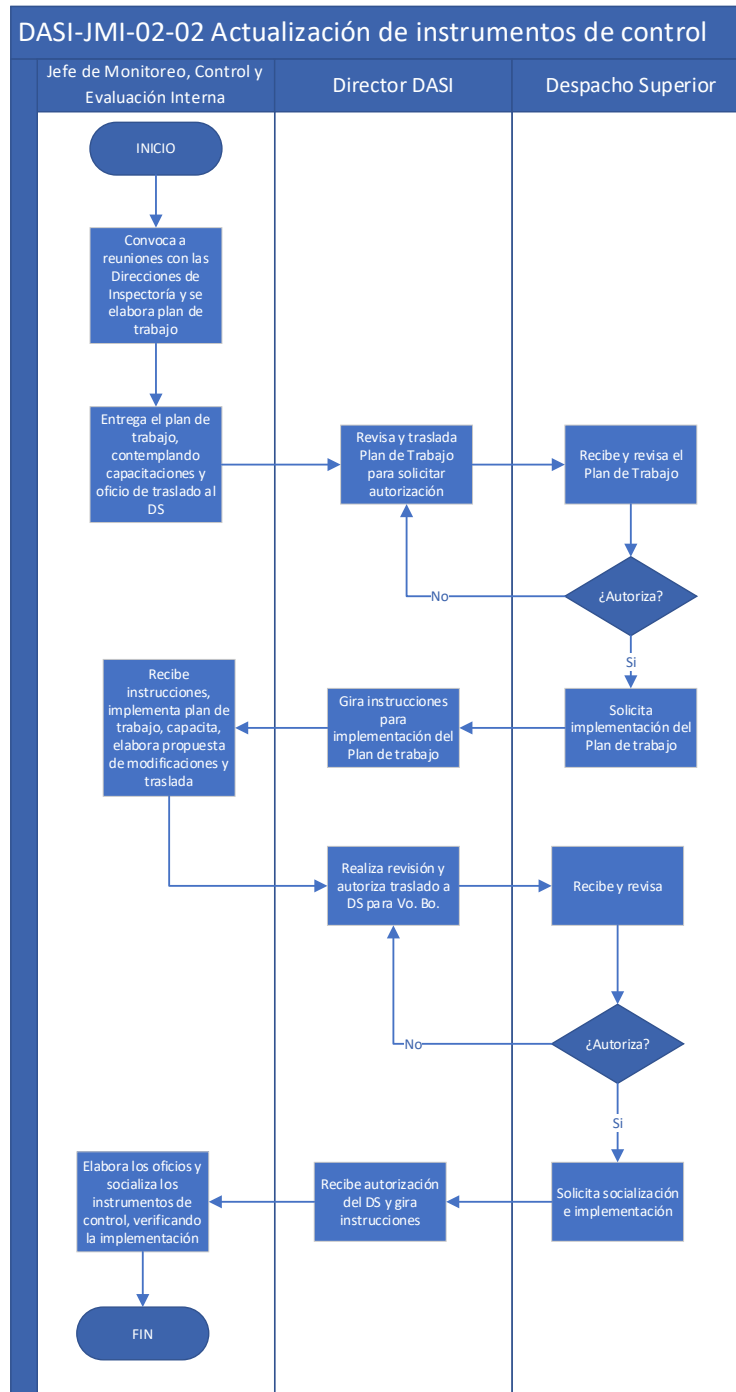 DASI-JMI-02-02 Actualización de instrumentos de control
Jefe de Monitoreo, Control y
Evaluación Interna
Director DASI
Despacho Superior
INICIO
Convoca a
reuniones con las
Direcciones de
Inspectoría y se
elabora plan de
trabajo
Entrega el plan de
trabajo,
contemplando
capacitaciones y
oficio de traslado al
DS
Revisa y traslada
Plan de Trabajo
para solicitar
autorización
Recibe y revisa el
Plan de Trabajo
¿Autoriza?
No
Si
Solicita
implementación del
Plan de trabajo
Gira instrucciones
para
implementación del
Plan de trabajo
Recibe
instrucciones,
implementa plan de
trabajo, capacita,
elabora propuesta
de modificaciones y
traslada
Realiza revisión y
autoriza traslado a
DS para Vo. Bo.
Recibe y revisa
¿Autoriza?
No
Si
Solicita socialización
e implementación
Recibe autorización
del DS y gira
instrucciones
Elabora los oficios y
socializa los
instrumentos de
control, verificando
la implementación
FIN